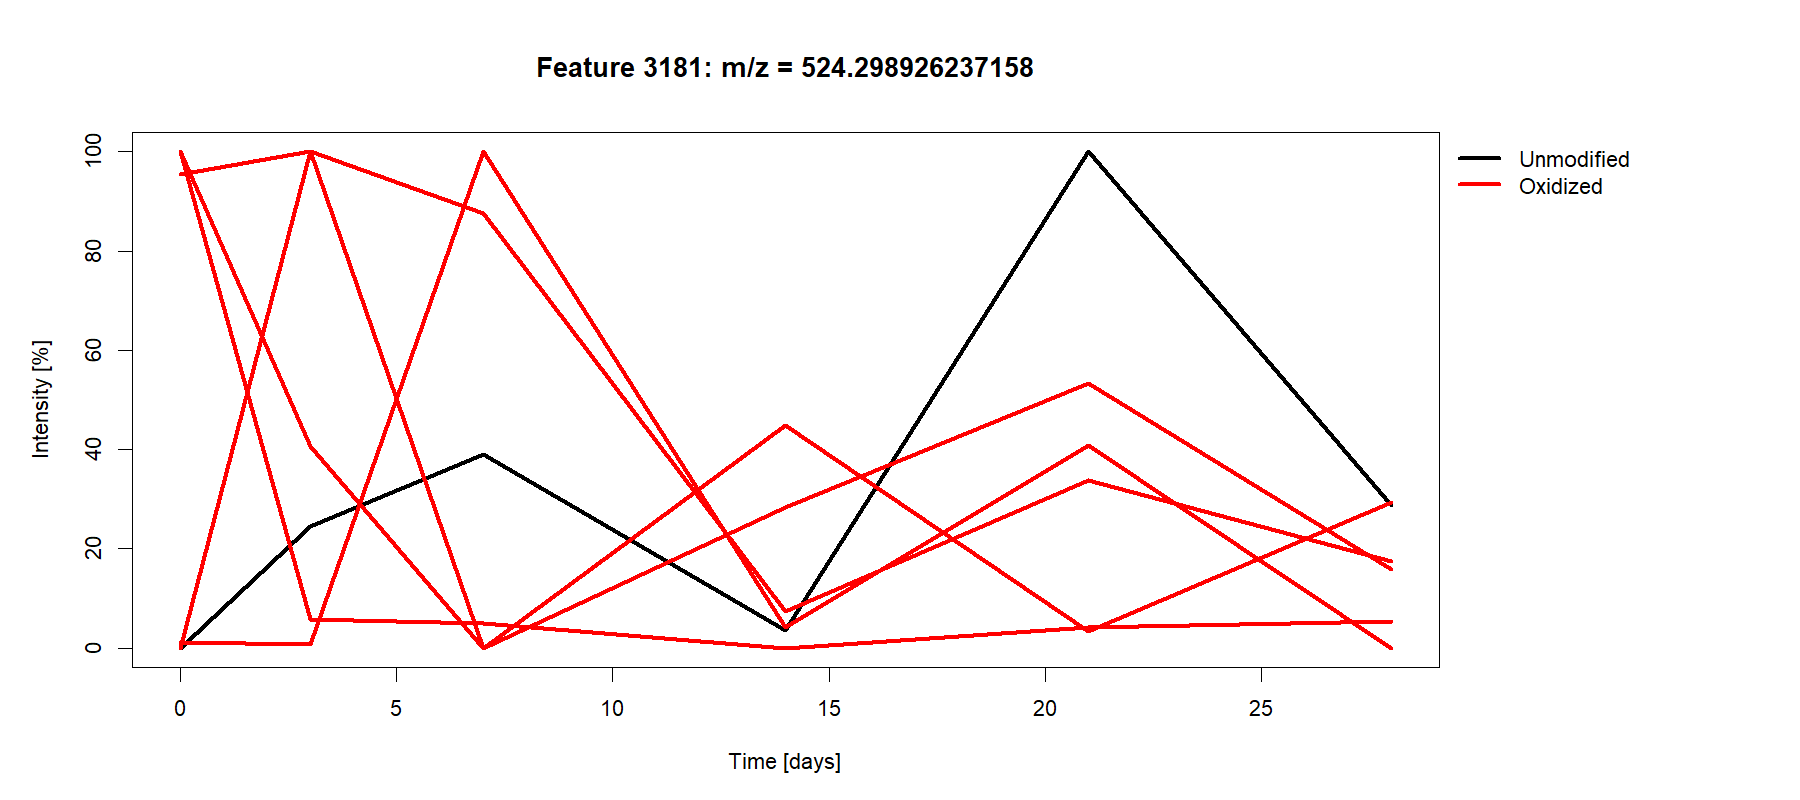 Feature 3181: m/z = 524.298926237158
Unmodified
Oxidized
Intensity [%]
100
80
60
40
20
0
0 5 10 15 20 25
Time [days]